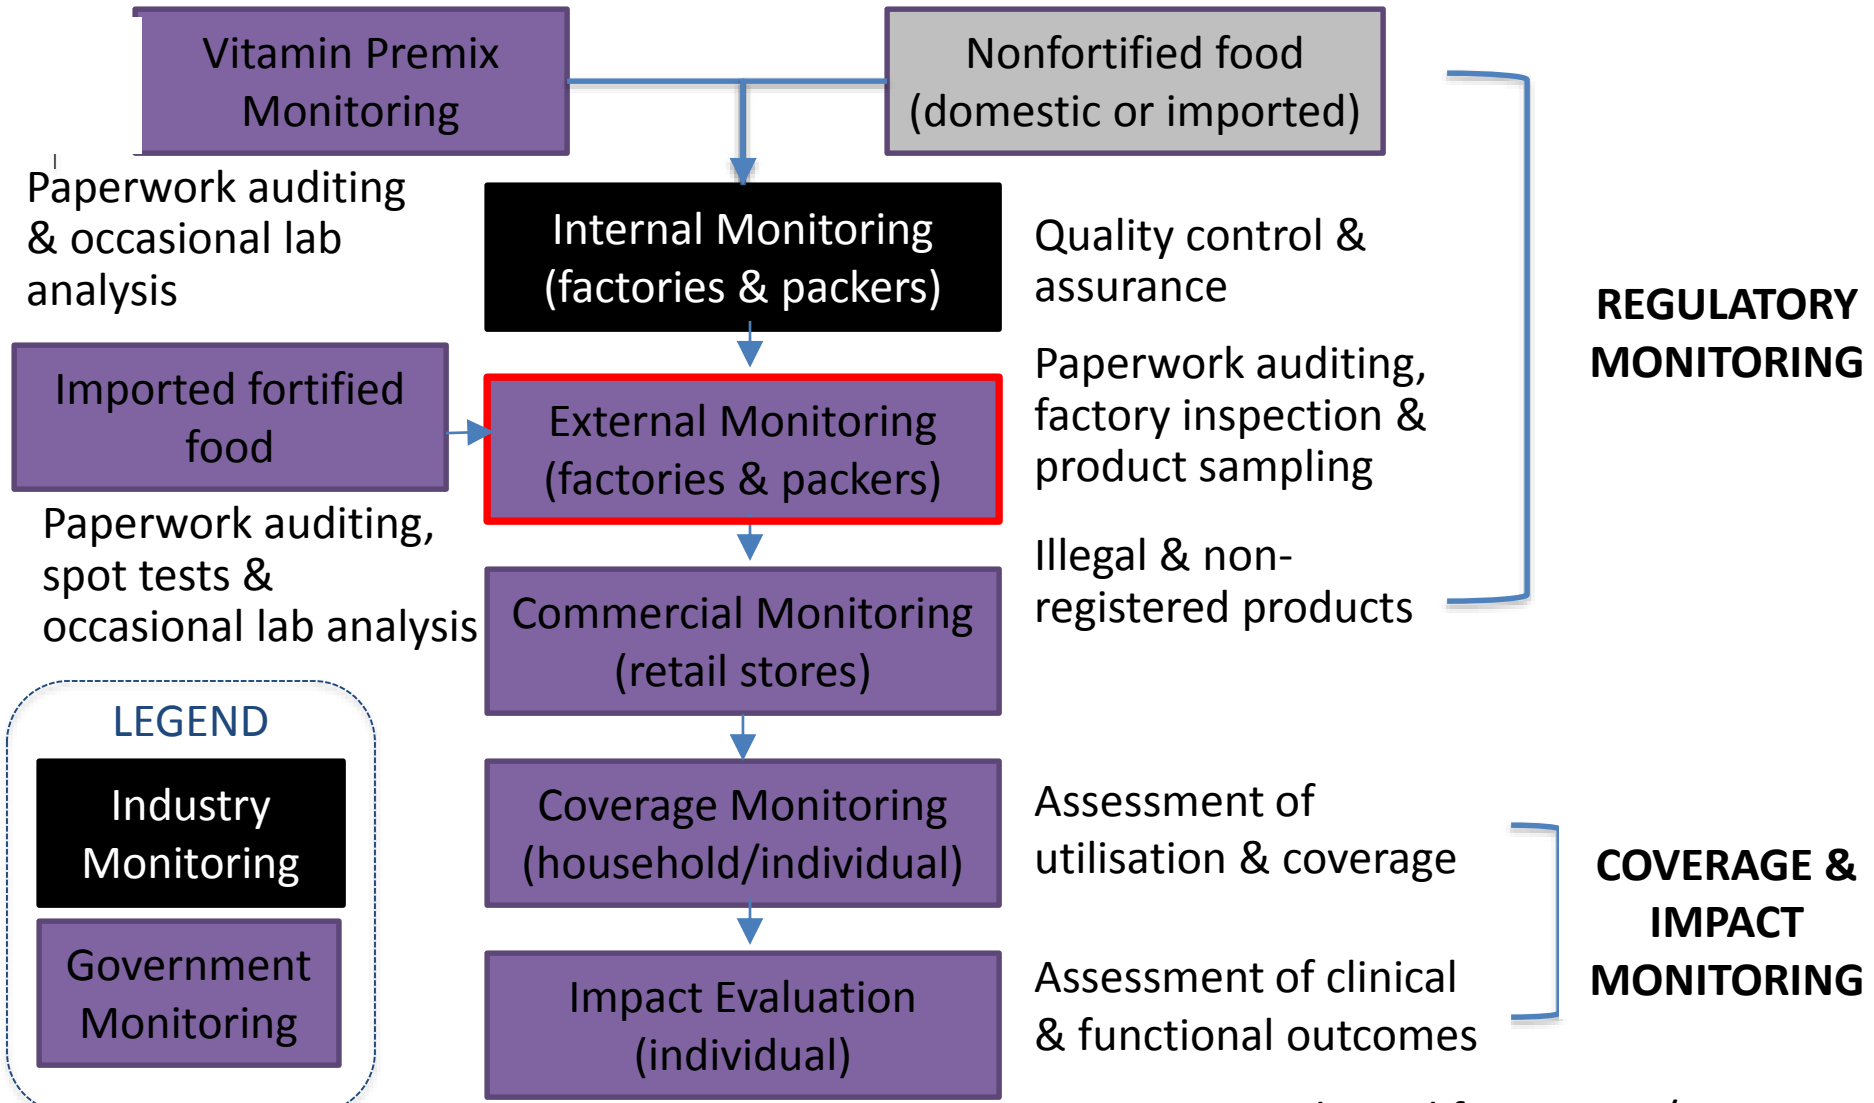 Vitamin Premix
Monitoring
Nonfortified food
(domestic or imported)
Paperwork auditing
& occasional lab
analysis
Internal Monitoring
(factories & packers)
Quality control &
assurance
REGULATORY
MONITORING
Imported fortified
food
External Monitoring
(factories & packers)
Paperwork auditing,
factory inspection &
product sampling
Paperwork auditing,
spot tests &
occasional lab analysis
Commercial Monitoring
(retail stores)
Illegal & non-
registered products
LEGEND
Industry
Monitoring
Government
Monitoring
Coverage Monitoring
(household/individual)
Assessment of
utilisation & coverage
COVERAGE &
IMPACT
MONITORING
Impact Evaluation
(individual)
Assessment of clinical
& functional outcomes